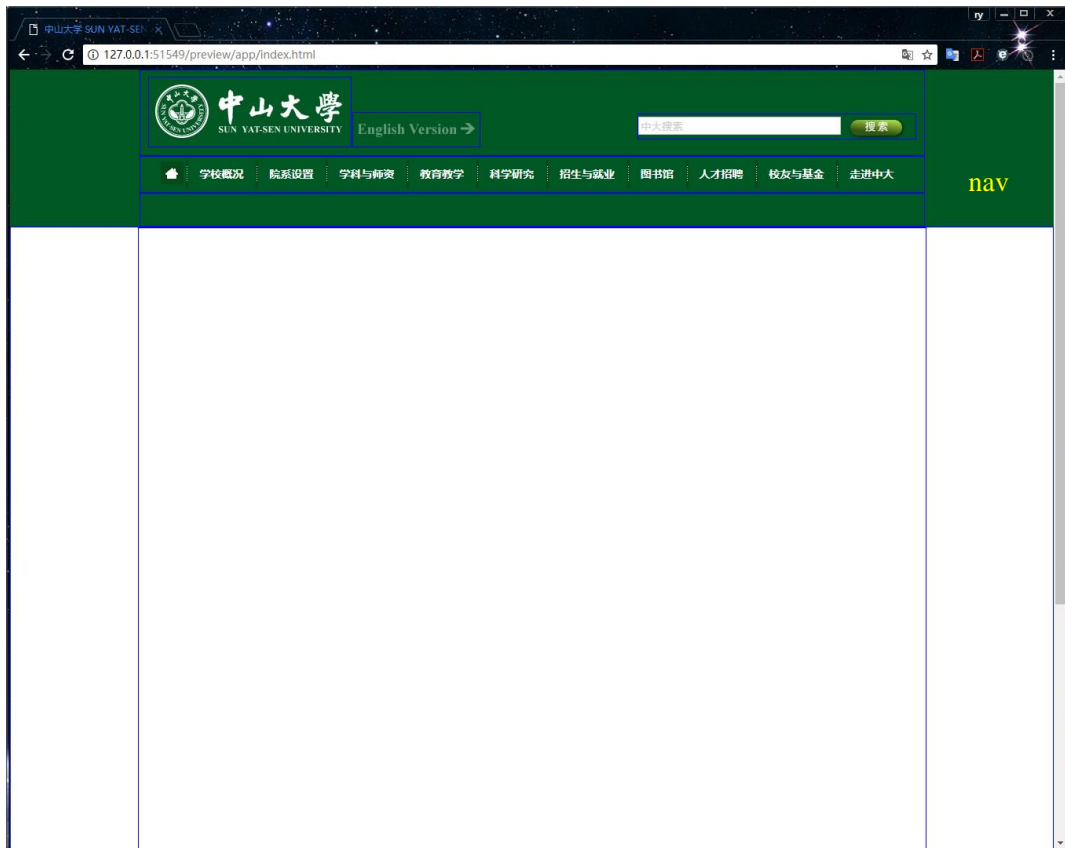 ry
中山大学 SUN YAT-SEN
127.0.0.1:51549/preview/app/index.html
中山大學
SUN YAT-SEN UNIVERSITY
English Version
中大搜索
搜索
学校概况 院系设置 学科与师资 教育教学 科学研究 招生与就业 图书馆 人才招聘 校友与基金 走进中大
nav